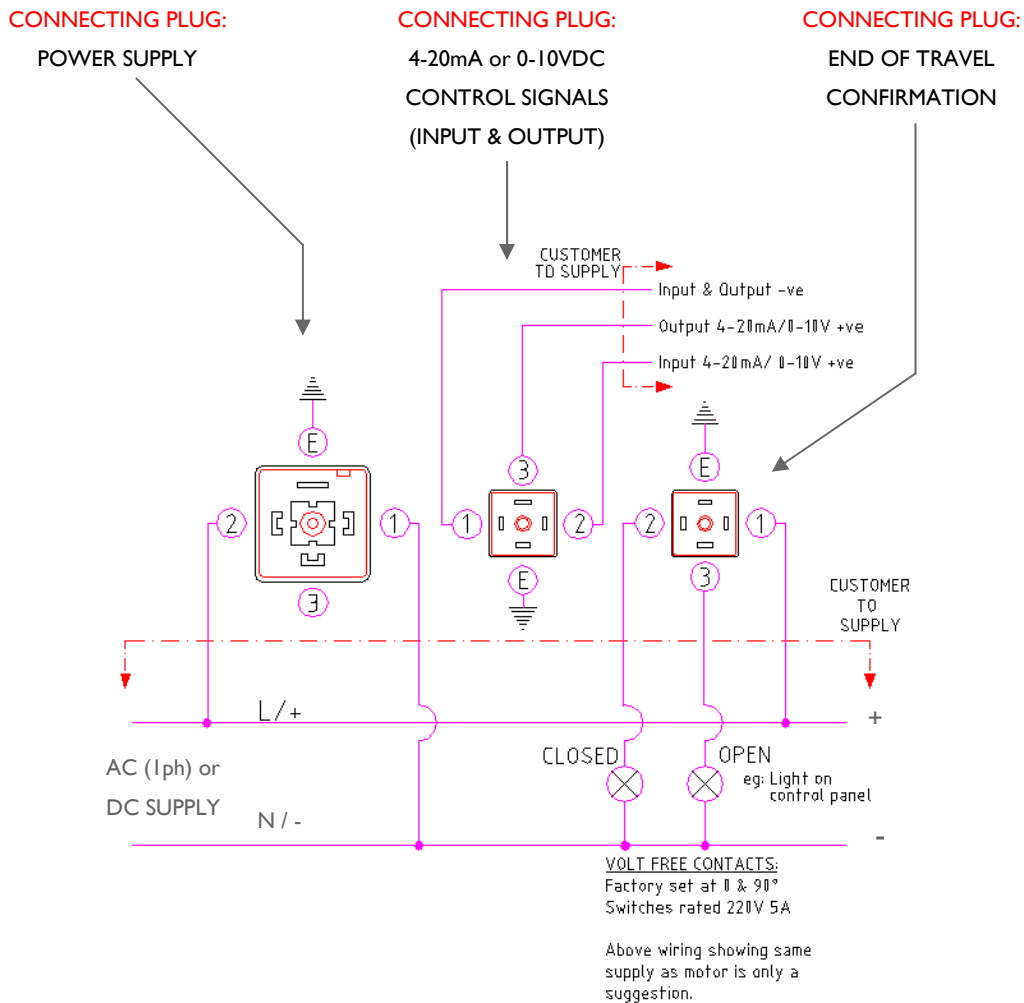 CONNECTING PLUG:
POWER SUPPLY
CONNECTING PLUG:
4-20mA or 0-10VDC
CONTROL SIGNALS
(INPUT & OUTPUT)
CONNECTING PLUG:
END OF TRAVEL
CONFIRMATION
CUSTOMER
TO SUPPLY
Input & Output -ve
Output 4-20mA/0-10V +ve
Input 4-20mA/ 0-10V +ve
E
2
1
3
3
1
2
E
E
2
1
3
CUSTOMER
TO
SUPPLY
L/+
+
AC (1ph) or
DC SUPPLY
N / -
-
CLOSED
OPEN
eg: Light on
control panel
VOLT FREE CONTACTS:
Factory set at 0 & 90°
Switches rated 220V 5A
Above wiring showing same
supply as motor is only a
suggestion.